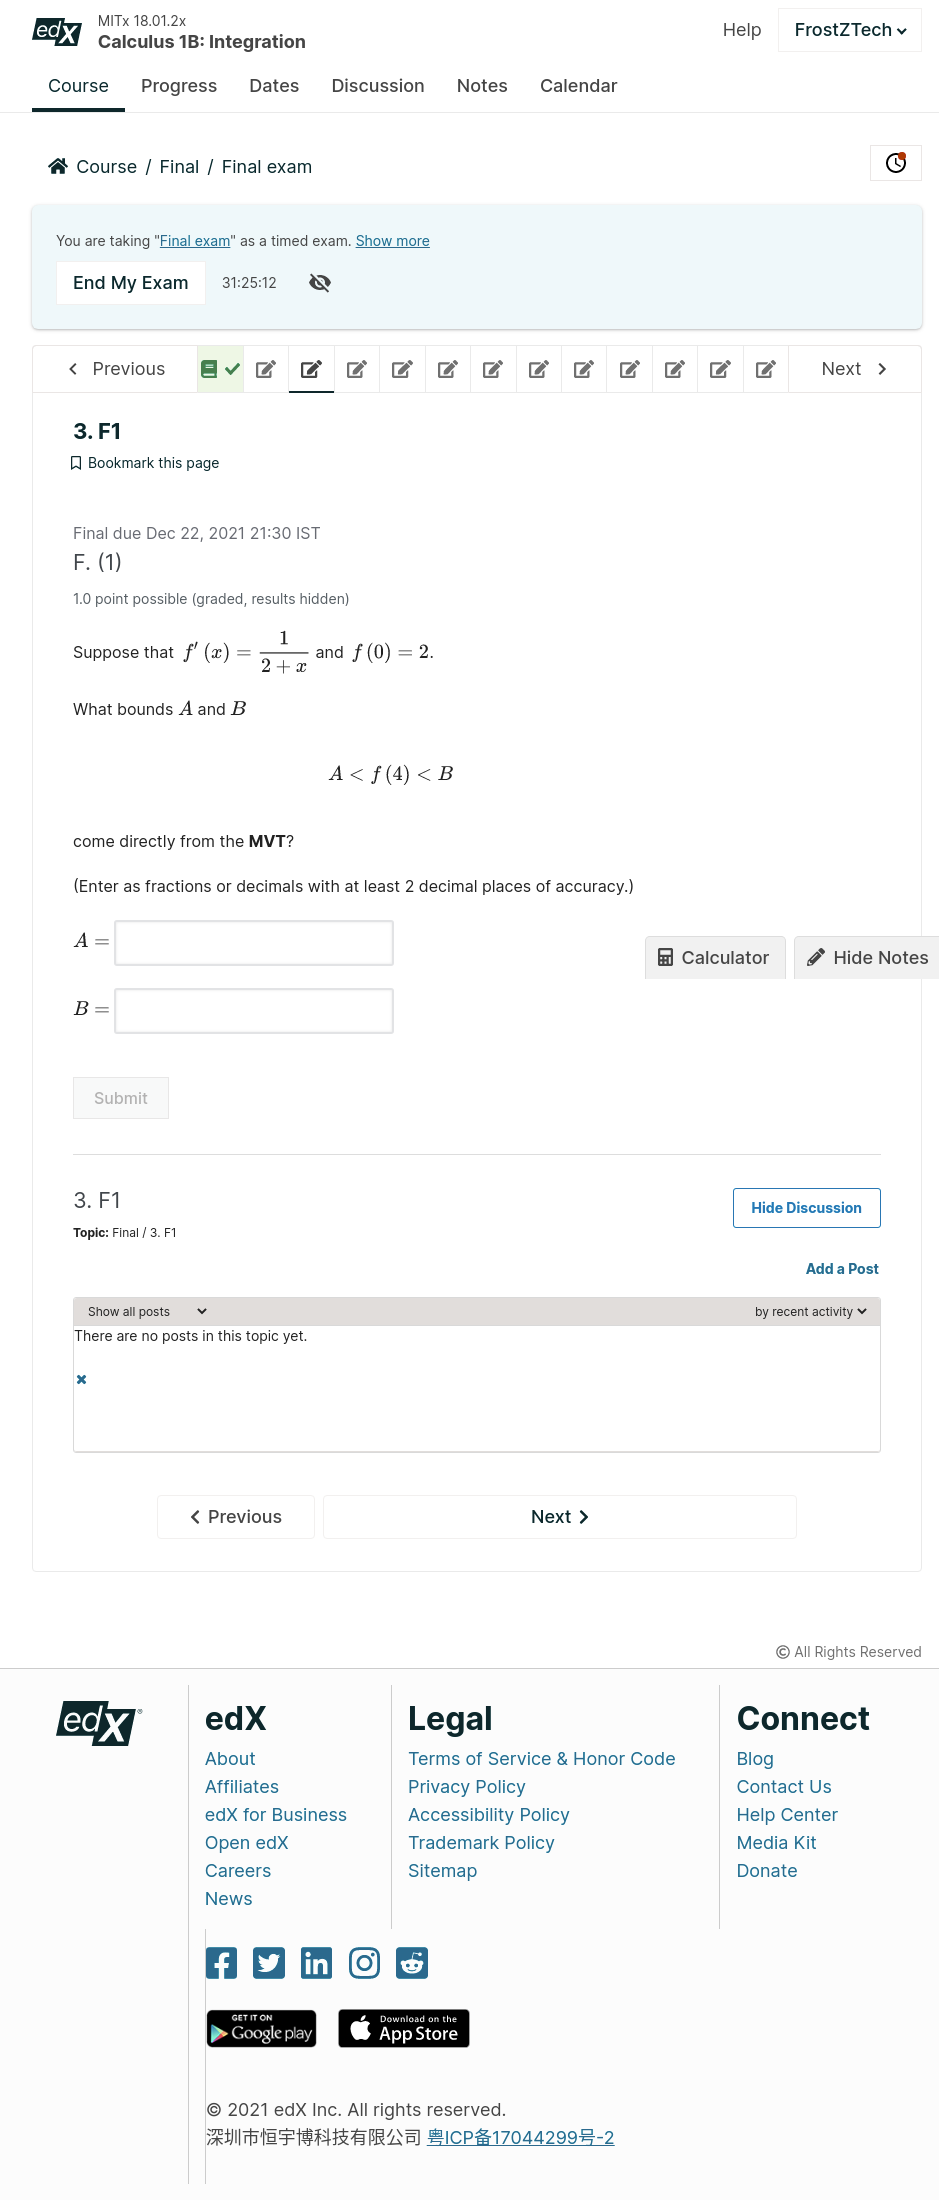 edX
MITx 18.01.2x
Calculus 1B: Integration
Help
FrostZTech
Course
Progress
Dates
Discussion
Notes
Calendar
Course / Final / Final exam
You are taking "Final exam" as a timed exam. Show more
End My Exam
31:25:12
Previous
Next
3. F1
Bookmark this page
Final due Dec 22, 2021 21:30 IST
F. (1)
1.0 point possible (graded, results hidden)
Suppose that f′(x) = 1/(2 + x) and f(0) = 2.
What bounds A and B
A < f(4) < B
come directly from the MVT?
(Enter as fractions or decimals with at least 2 decimal places of accuracy.)
A =
Calculator
Hide Notes
B =
Submit
3. F1
Hide Discussion
Topic: Final / 3. F1
Add a Post
Show all posts
by recent activity
There are no posts in this topic yet.
Previous
Next
© All Rights Reserved
edX®
edX
About
Affiliates
edX for Business
Open edX
Careers
News
Legal
Terms of Service & Honor Code
Privacy Policy
Accessibility Policy
Trademark Policy
Sitemap
Connect
Blog
Contact Us
Help Center
Media Kit
Donate
GET IT ON
Google play
Download on the
App Store
© 2021 edX Inc. All rights reserved.
深圳市恒宇博科技有限公司 粤ICP备17044299号-2